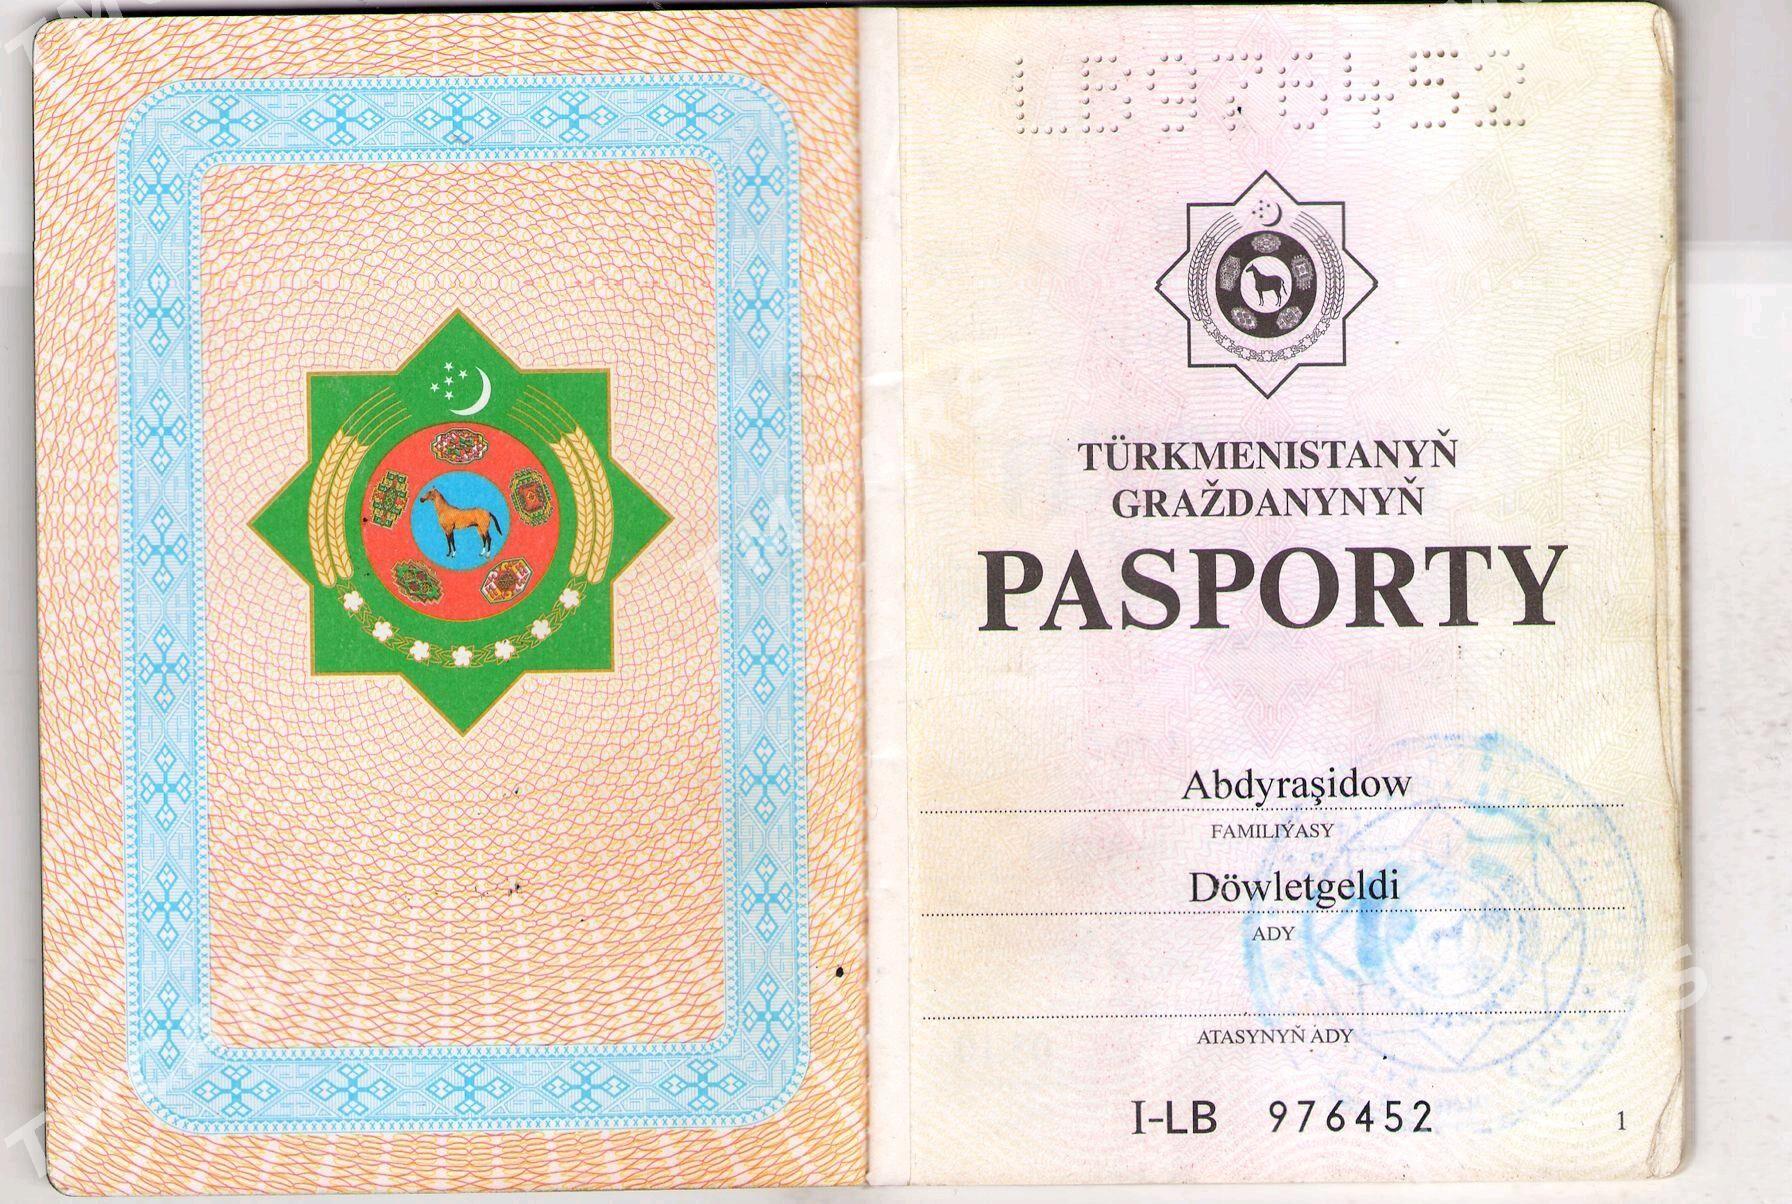 LB976452
TÜRKMENISTANYŇ
GRAŽDANYNYŇ
PASPORTY
Abdyraşidow
FAMILIÝASY
Döwletgeldi
ADY
ATASYNYŇ ADY
I-LB 976452
1